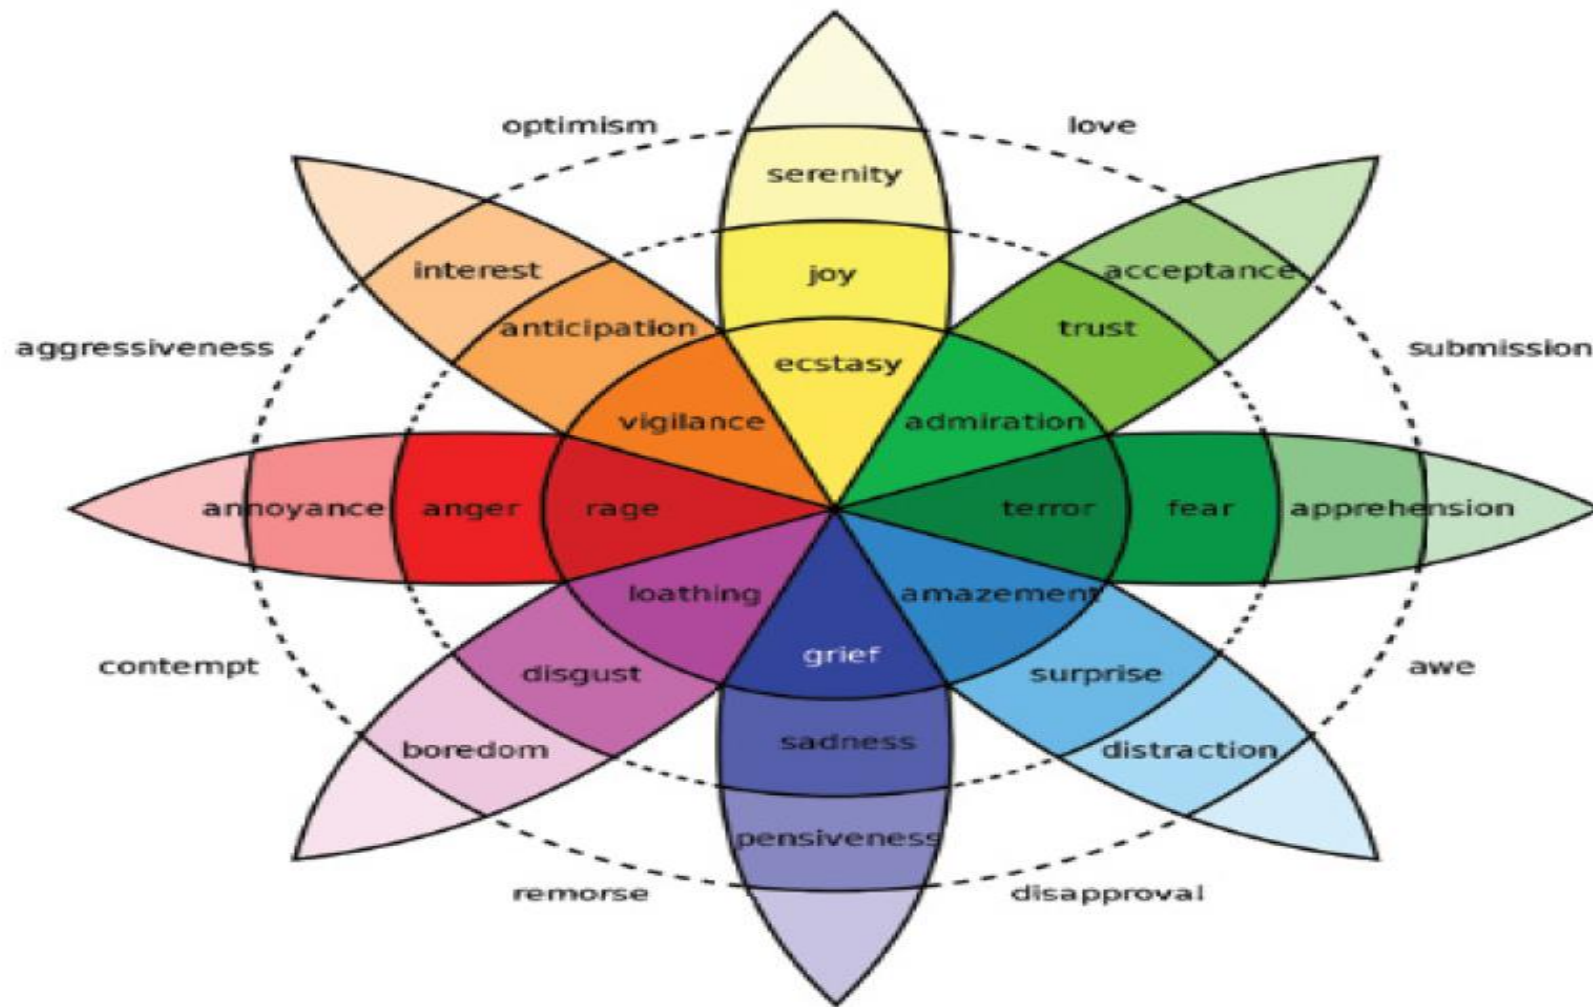 optimism
love
serenity
interest
joy
acceptance
anticipation
trust
aggressiveness
submission
ecstasy
vigilance
admiration
annoyance
anger
rage
terror
fear
apprehension
loathing
amazement
grief
contempt
disgust
surprise
awe
boredom
sadness
distraction
pensiveness
remorse
disapproval